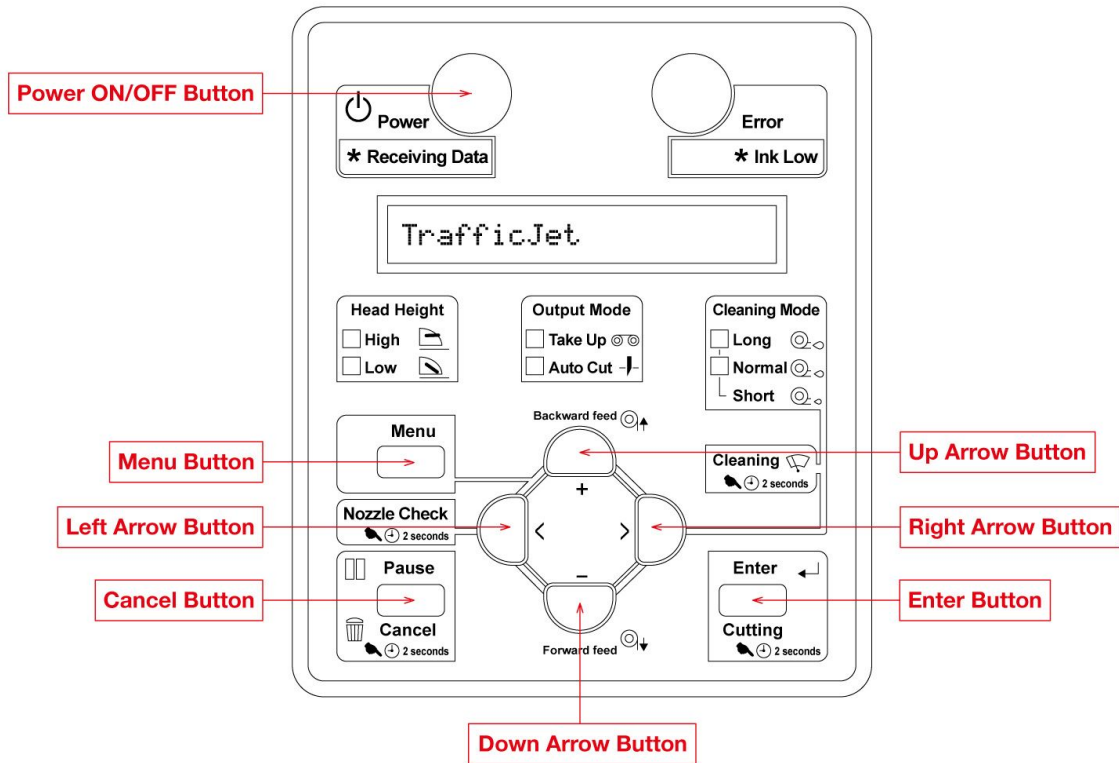 Power ON/OFF Button
Power
* Receiving Data
Error
* Ink Low
TrafficJet
Head Height
High
Low
Output Mode
Take Up
Auto Cut
Cleaning Mode
Long
Normal
Short
Backward feed
Menu
Menu Button
+
Cleaning
2 seconds
Up Arrow Button
Nozzle Check
2 seconds
Left Arrow Button
<
>
Right Arrow Button
Pause
Cancel
2 seconds
Cancel Button
−
Forward feed
Enter
Cutting
2 seconds
Enter Button
Down Arrow Button